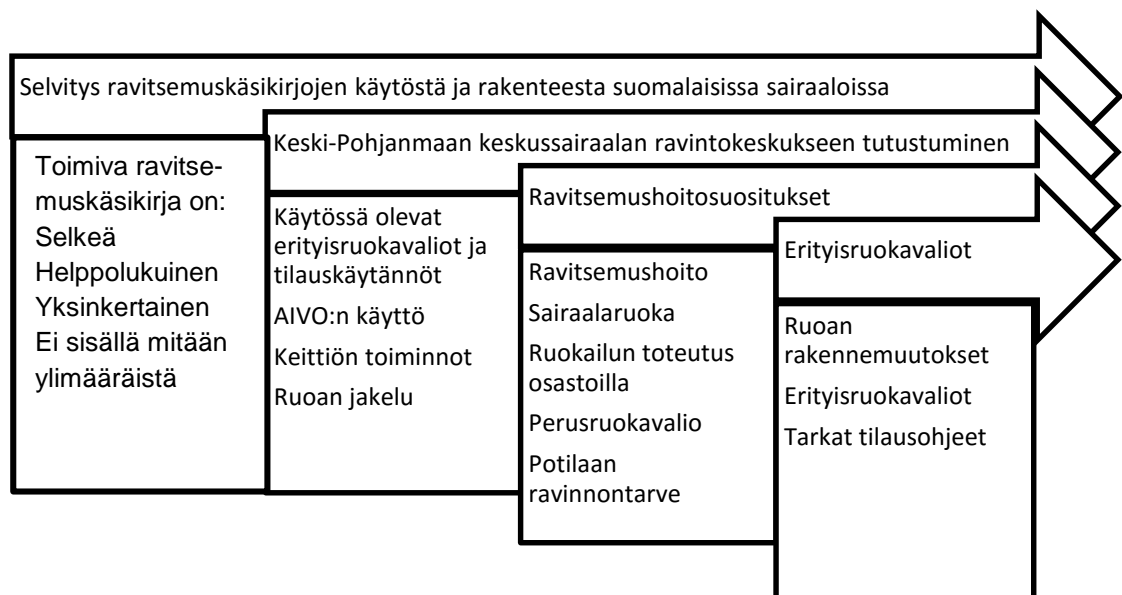 Selvitys ravitsemuskäsikirjojen käytöstä ja rakenteesta suomalaisissa sairaaloissa
Toimiva ravitse-
muskäsikirja on:
Selkeä
Helppolukuinen
Yksinkertainen
Ei sisällä mitään
ylimääräistä
Keski-Pohjanmaan keskussairaalan ravintokeskukseen tutustuminen
Käytössä olevat
erityisruokavaliot ja
tilauskäytännöt
AIVO:n käyttö
Keittiön toiminnot
Ruoan jakelu
Ravitsemushoitosuositukset
Ravitsemushoito
Sairaalaruoka
Ruokailun toteutus
osastoilla
Perusruokavalio
Potilaan
ravinnontarve
Erityisruokavaliot
Ruoan
rakennemuutokset
Erityisruokavaliot
Tarkat tilausohjeet